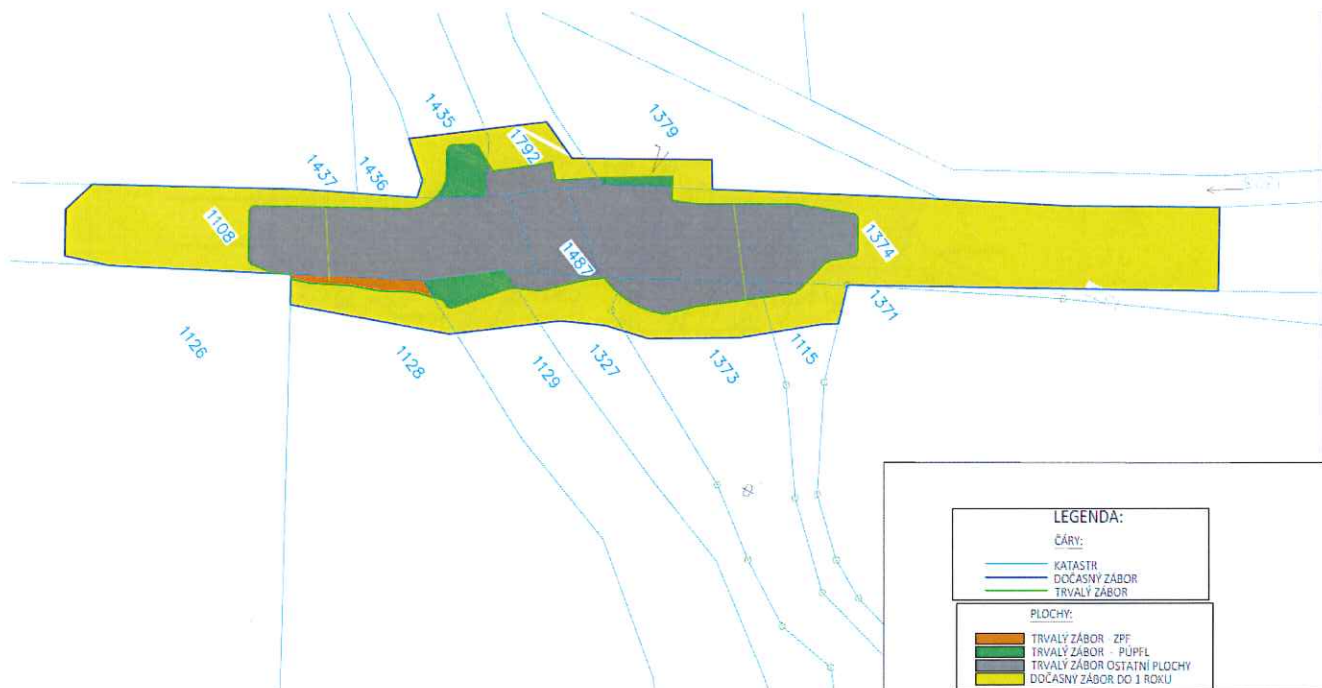 1435
1792
1379
1437
1436
1108
1487
1374
1371
1126
1128
1129
1327
1373
1115
LEGENDA:
ČÁRY:
KATASTR
DOČASNÝ ZÁBOR
TRVALÝ ZÁBOR
PLOCHY:
TRVALÝ ZÁBOR - ZPF
TRVALÝ ZÁBOR - PÚPFL
TRVALÝ ZÁBOR OSTATNÍ PLOCHY
DOČASNÝ ZÁBOR DO 1 ROKU